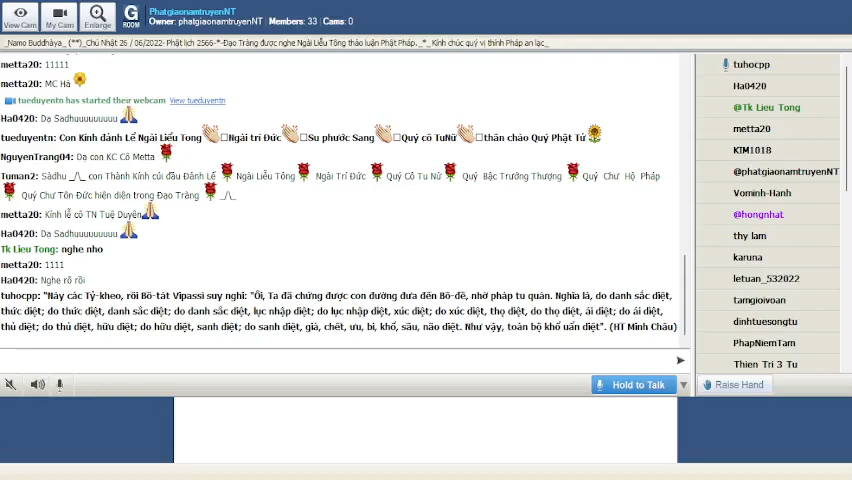 PhatgiaonamtruyenNT
Owner: phatgiaonamtruyenNT | Members: 33 | Cams: 0
View Cam
My Cam
Enlarge
G
ROOM
_Namo Buddhàya_ (**)_Chủ Nhật 26 / 06/2022- Phật lịch 2566-*-Đạo Tràng được nghe Ngài Liễu Tông thảo luận Phật Pháp._*_ Kính chúc quý vị thính Pháp an lạc_
metta20: 11111
metta20: MC Hà
tueduyentn has started their webcam View tueduyentn
Ha0420: Dạ Sadhuuuuuuuuu
tueduyentn: Con Kính đảnh Lể Ngài Liểu Tong Ngài trí Đức Su phước Sang Quý cô TuNữ thân chào Quý Phật Tử
NguyenTrang04: Dạ con KC Cô Metta
Tuman2: Sàdhu _/\_ con Thành Kính cúi đầu Đảnh Lể Ngài Liễu Tông Ngài Trí Đức Quý Cô Tu Nử Quý Bậc Trưởng Thượng Quý Chư Hộ Pháp
Quý Chư Tôn Đức hiện diện trong Đạo Tràng _/\_
metta20: Kính lễ cô TN Tuệ Duyên
Ha0420: Dạ Sadhuuuuuuuuu
Tk Lieu Tong: nghe nho
metta20: 1111
Ha0420: Nghe rõ rồi
tuhocpp: "Này các Tỷ-kheo, rồi Bồ-tát Vipassi suy nghĩ: "Ôi, Ta đã chứng được con đường đưa đến Bồ-đề, nhờ pháp tu quán. Nghĩa là, do danh sắc diệt,
thức diệt; do thức diệt, danh sắc diệt; do danh sắc diệt, lục nhập diệt; do lục nhập diệt, xúc diệt; do xúc diệt, thọ diệt, do thọ diệt, ái diệt; do ái diệt,
thủ diệt; do thủ diệt, hữu diệt; do hữu diệt, sanh diệt; do sanh diệt, già, chết, ưu, bi, khổ, sầu, não diệt. Như vậy, toàn bộ khổ uẩn diệt". (HT Minh Châu)
Hold to Talk
tuhocpp
Ha0420
@Tk Lieu Tong
metta20
KIM1018
@phatgiaonamtruyenNT
Vominh-Hanh
@hongnhat
thy lam
karuna
letuan_532022
tamgioivoan
dinhtuesongtu
PhapNiemTam
Thien Tri 3 Tu
Raise Hand